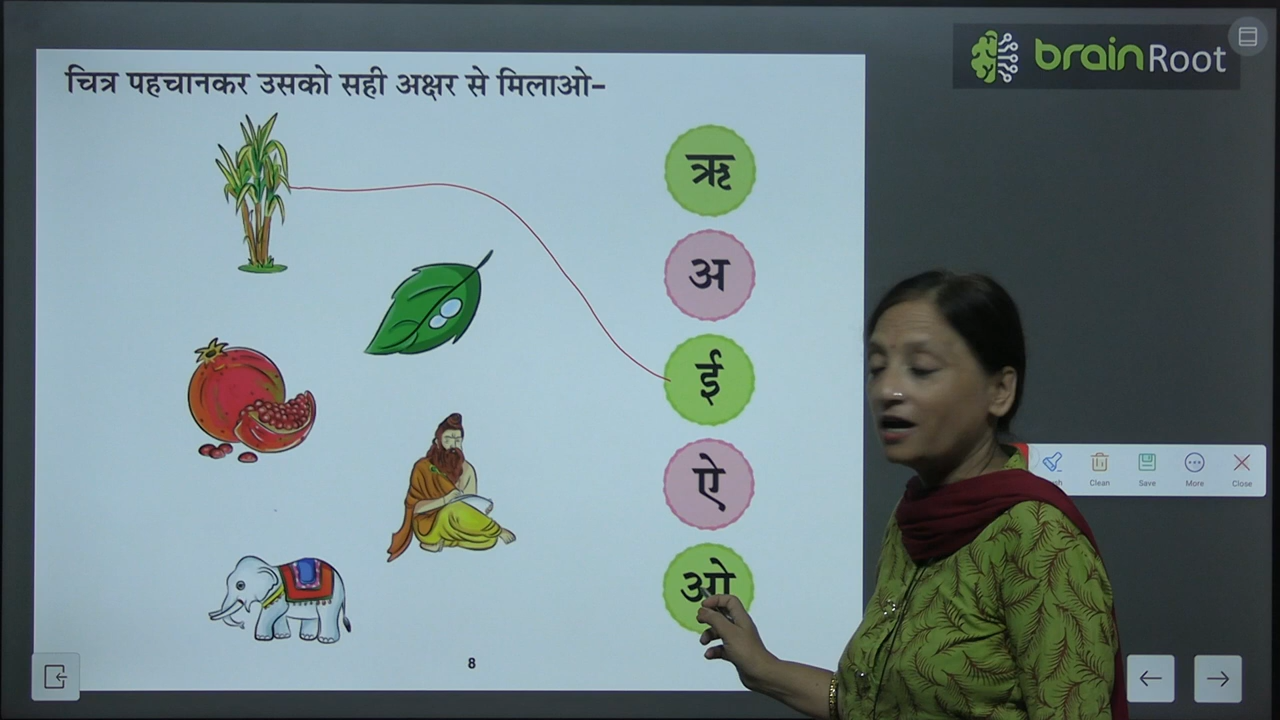 brainRoot
चित्र पहचानकर उसको सही अक्षर से मिलाओ-
ऋ
अ
ई
ऐ
ओ
Clean
Save
More
Close
8